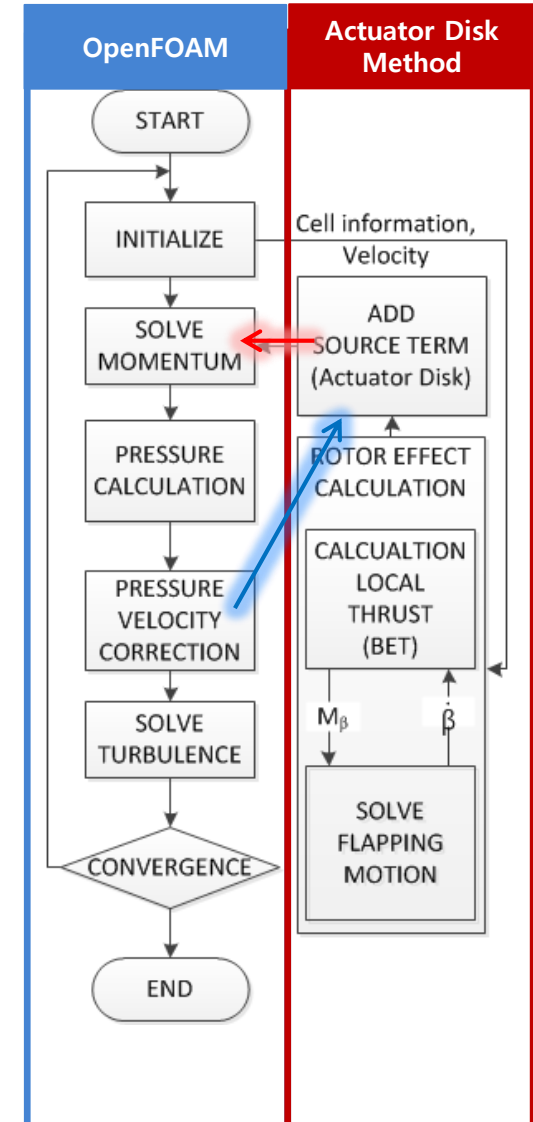 OpenFOAM
Actuator Disk
Method
START
INITIALIZE
Cell information,
Velocity
SOLVE
MOMENTUM
ADD
SOURCE TERM
(Actuator Disk)
PRESSURE
CALCULATION
ROTOR EFFECT
CALCULATION
PRESSURE
VELOCITY
CORRECTION
CALCUALTION
LOCAL
THRUST
(BET)
SOLVE
TURBULENCE
Mβ
β̇
SOLVE
FLAPPING
MOTION
CONVERGENCE
END